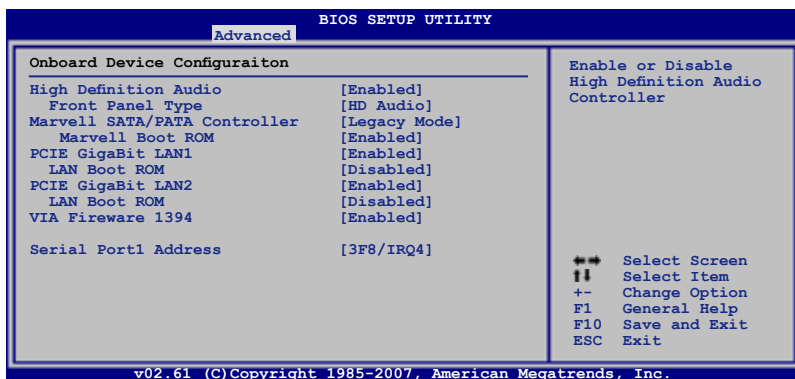 BIOS SETUP UTILITY
Advanced
Onboard Device Configuraiton
High Definition Audio [Enabled]
Front Panel Type [HD Audio]
Marvell SATA/PATA Controller [Legacy Mode]
Marvell Boot ROM [Enabled]
PCIE GigaBit LAN1 [Enabled]
LAN Boot ROM [Disabled]
PCIE GigaBit LAN2 [Enabled]
LAN Boot ROM [Disabled]
VIA Fireware 1394 [Enabled]
Serial Port1 Address [3F8/IRQ4]
Enable or Disable
High Definition Audio
Controller
←→ Select Screen
↑↓ Select Item
+- Change Option
F1 General Help
F10 Save and Exit
ESC Exit
v02.61 (C)Copyright 1985-2007, American Megatrends, Inc.